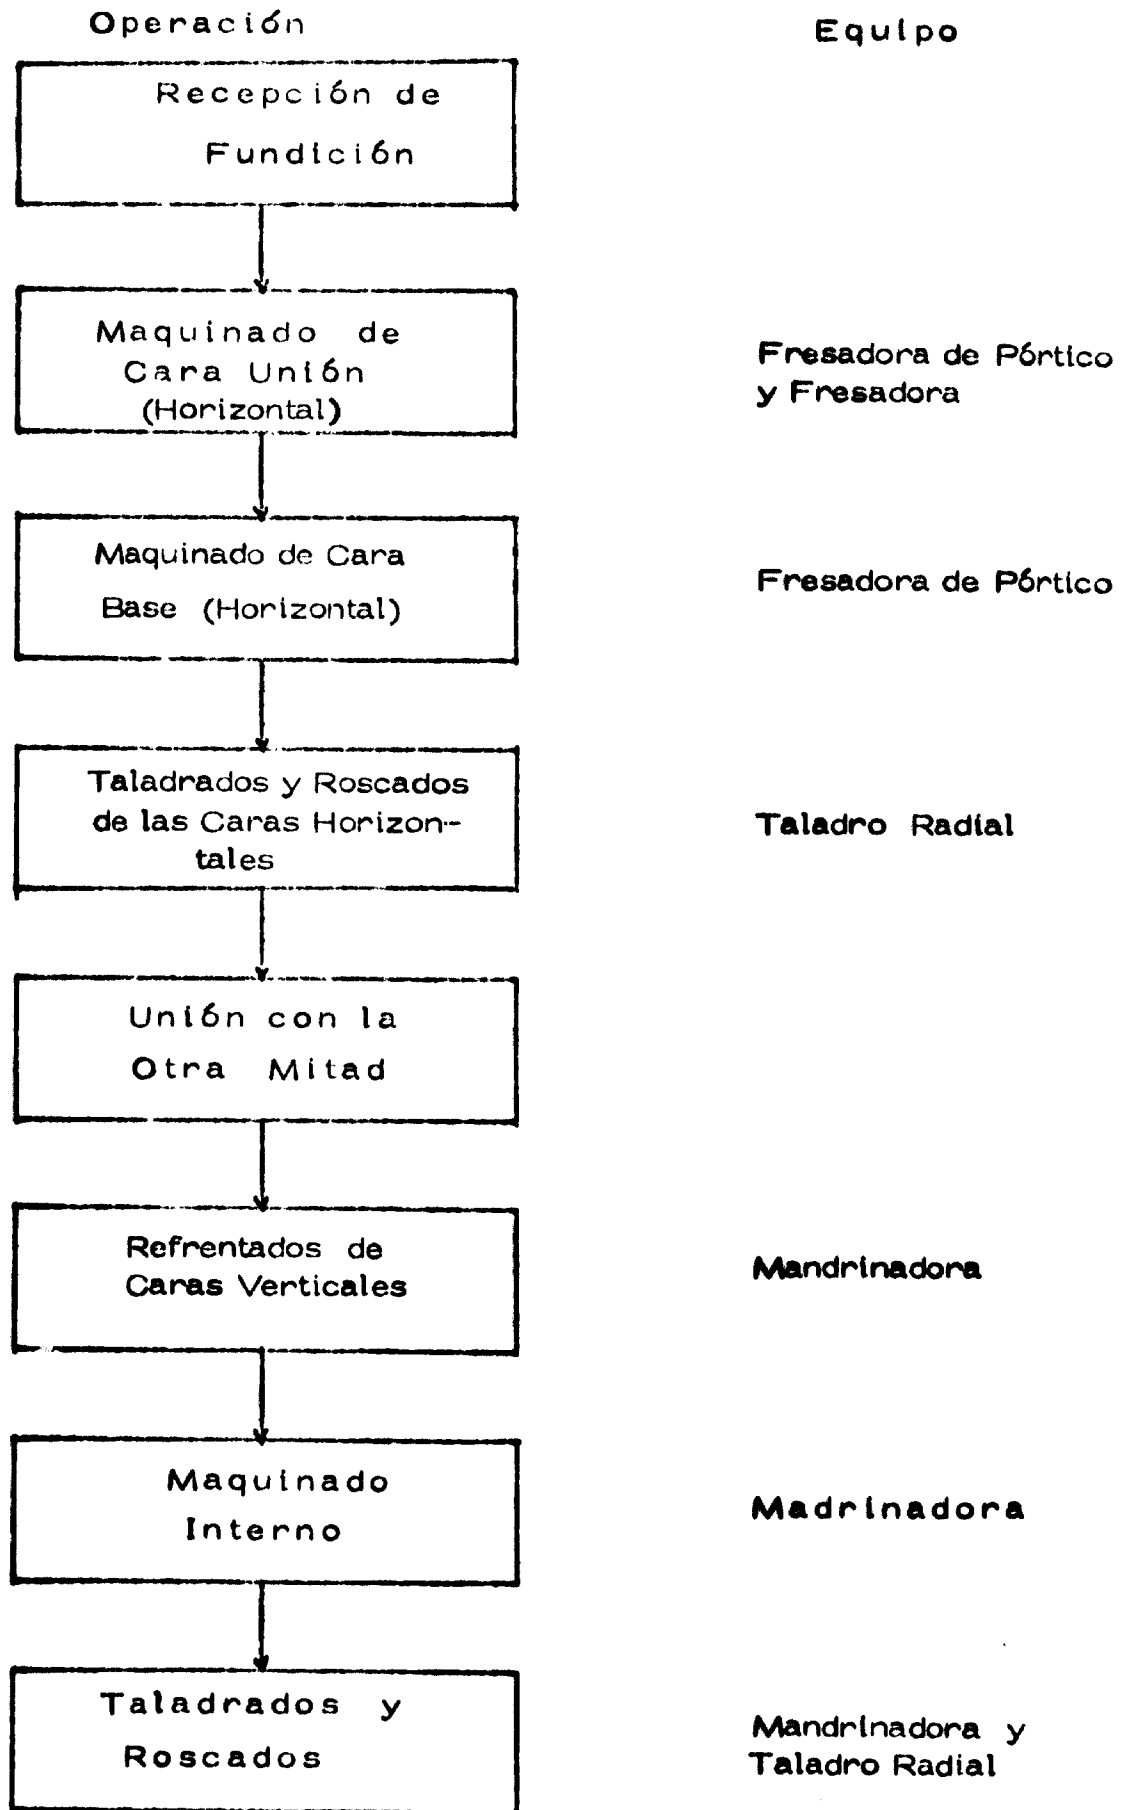 Operación
Equipo
Recepción de
Fundición
Maquinado de
Cara Unión
(Horizontal)
Fresadora de Pórtico
y Fresadora
Maquinado de Cara
Base (Horizontal)
Fresadora de Pórtico
Taladrados y Roscados
de las Caras Horizon-
tales
Taladro Radial
Unión con la
Otra Mitad
Refrentados de
Caras Verticales
Mandrinadora
Maquinado
Interno
Madrinadora
Taladrados y
Roscados
Mandrinadora y
Taladro Radial